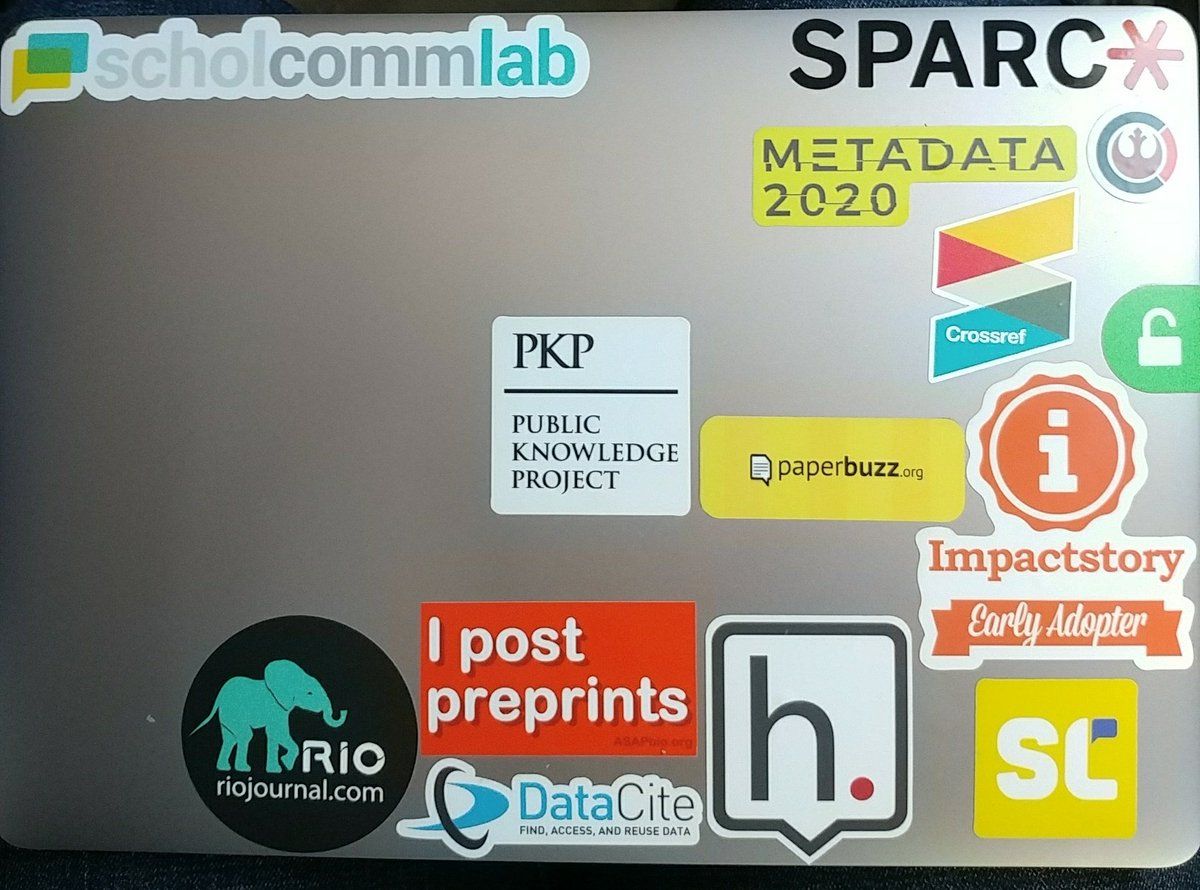 scholcommlab
SPARC*
METADATA
2020
Crossref
PKP
PUBLIC
KNOWLEDGE
PROJECT
paperbuzz.org
i
Impactstory
Early Adopter
I post
preprints
ASAPbio.org
RIO
riojournal.com
DataCite
FIND, ACCESS, AND REUSE DATA
h.
SC